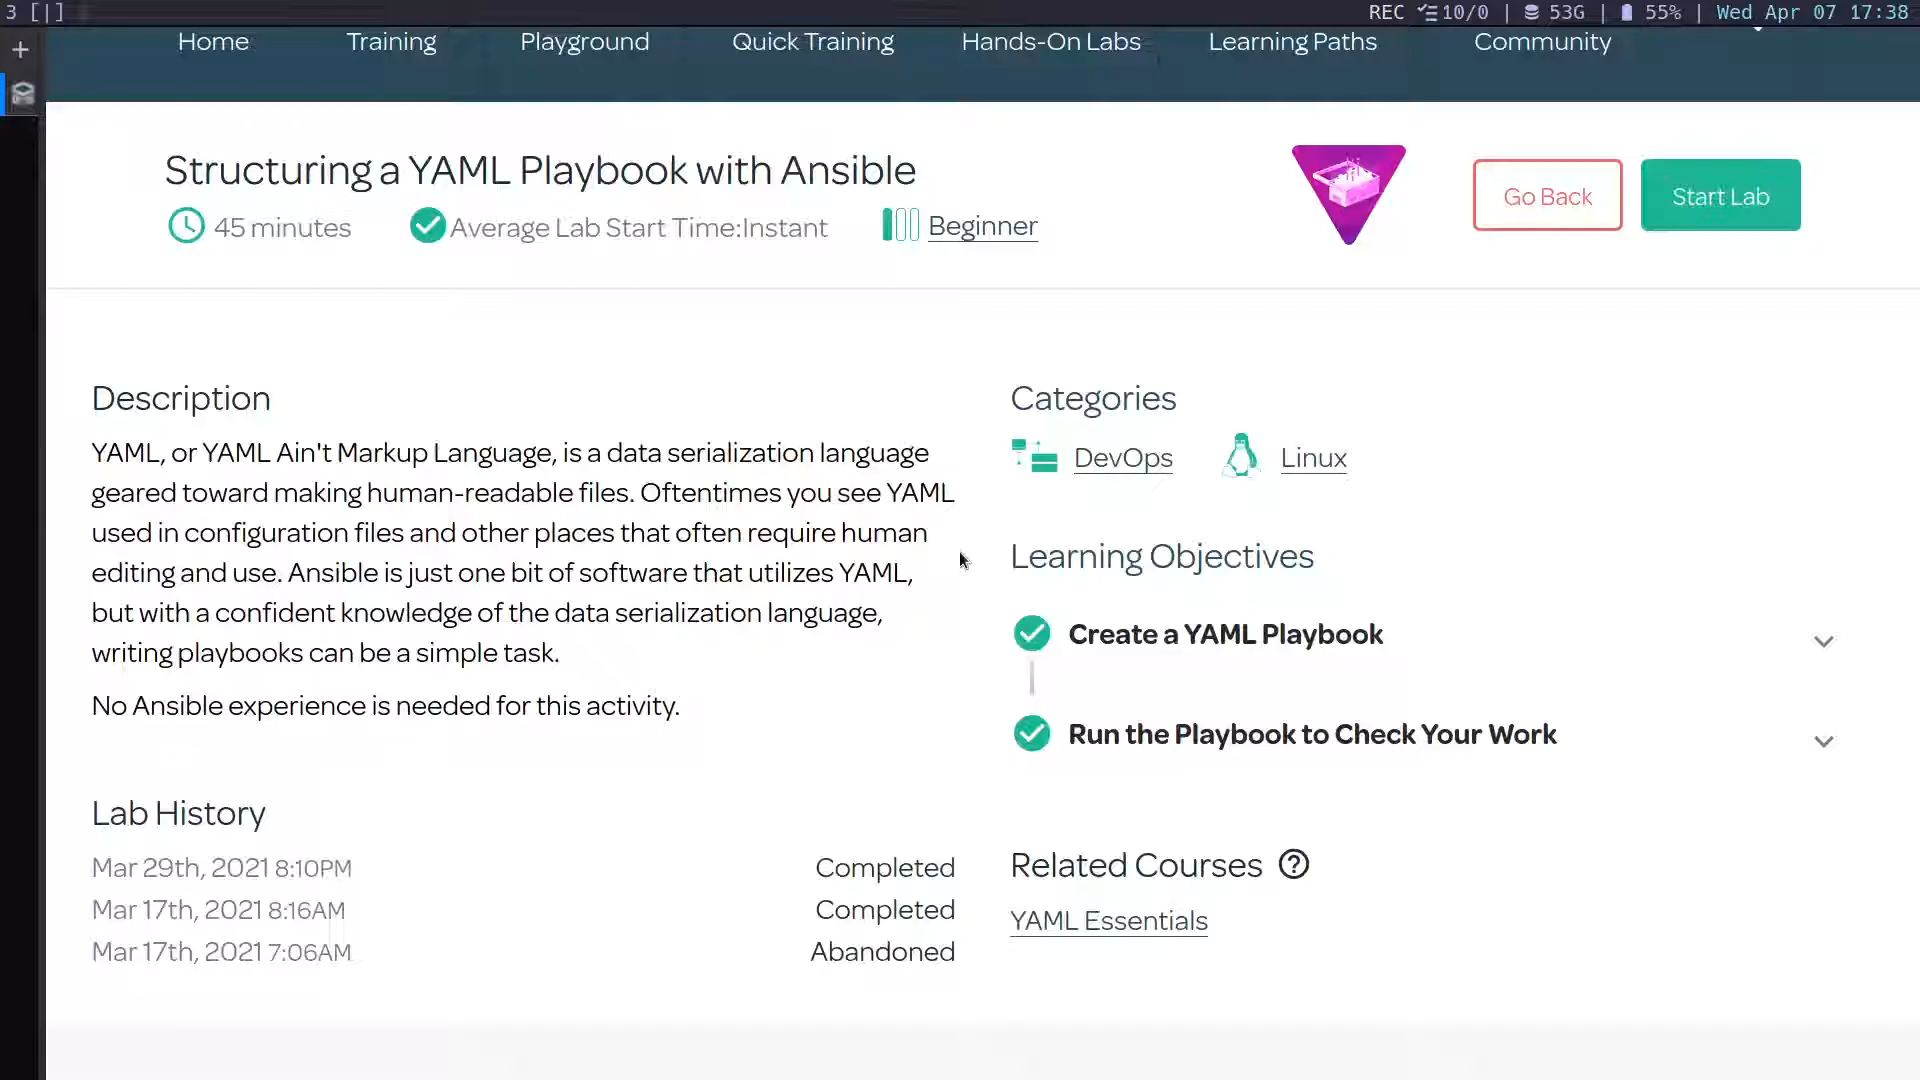 3 [|] REC 10/0 | 53G | 55% | Wed Apr 07 17:38
Home Training Playground Quick Training Hands-On Labs Learning Paths Community
Structuring a YAML Playbook with Ansible
45 minutes Average Lab Start Time:Instant Beginner
Go Back Start Lab
Description
YAML, or YAML Ain't Markup Language, is a data serialization language
geared toward making human-readable files. Oftentimes you see YAML
used in configuration files and other places that often require human
editing and use. Ansible is just one bit of software that utilizes YAML,
but with a confident knowledge of the data serialization language,
writing playbooks can be a simple task.
No Ansible experience is needed for this activity.
Lab History
Mar 29th, 2021 8:10PM Completed
Mar 17th, 2021 8:16AM Completed
Mar 17th, 2021 7:06AM Abandoned
Categories
DevOps Linux
Learning Objectives
Create a YAML Playbook
Run the Playbook to Check Your Work
Related Courses
YAML Essentials